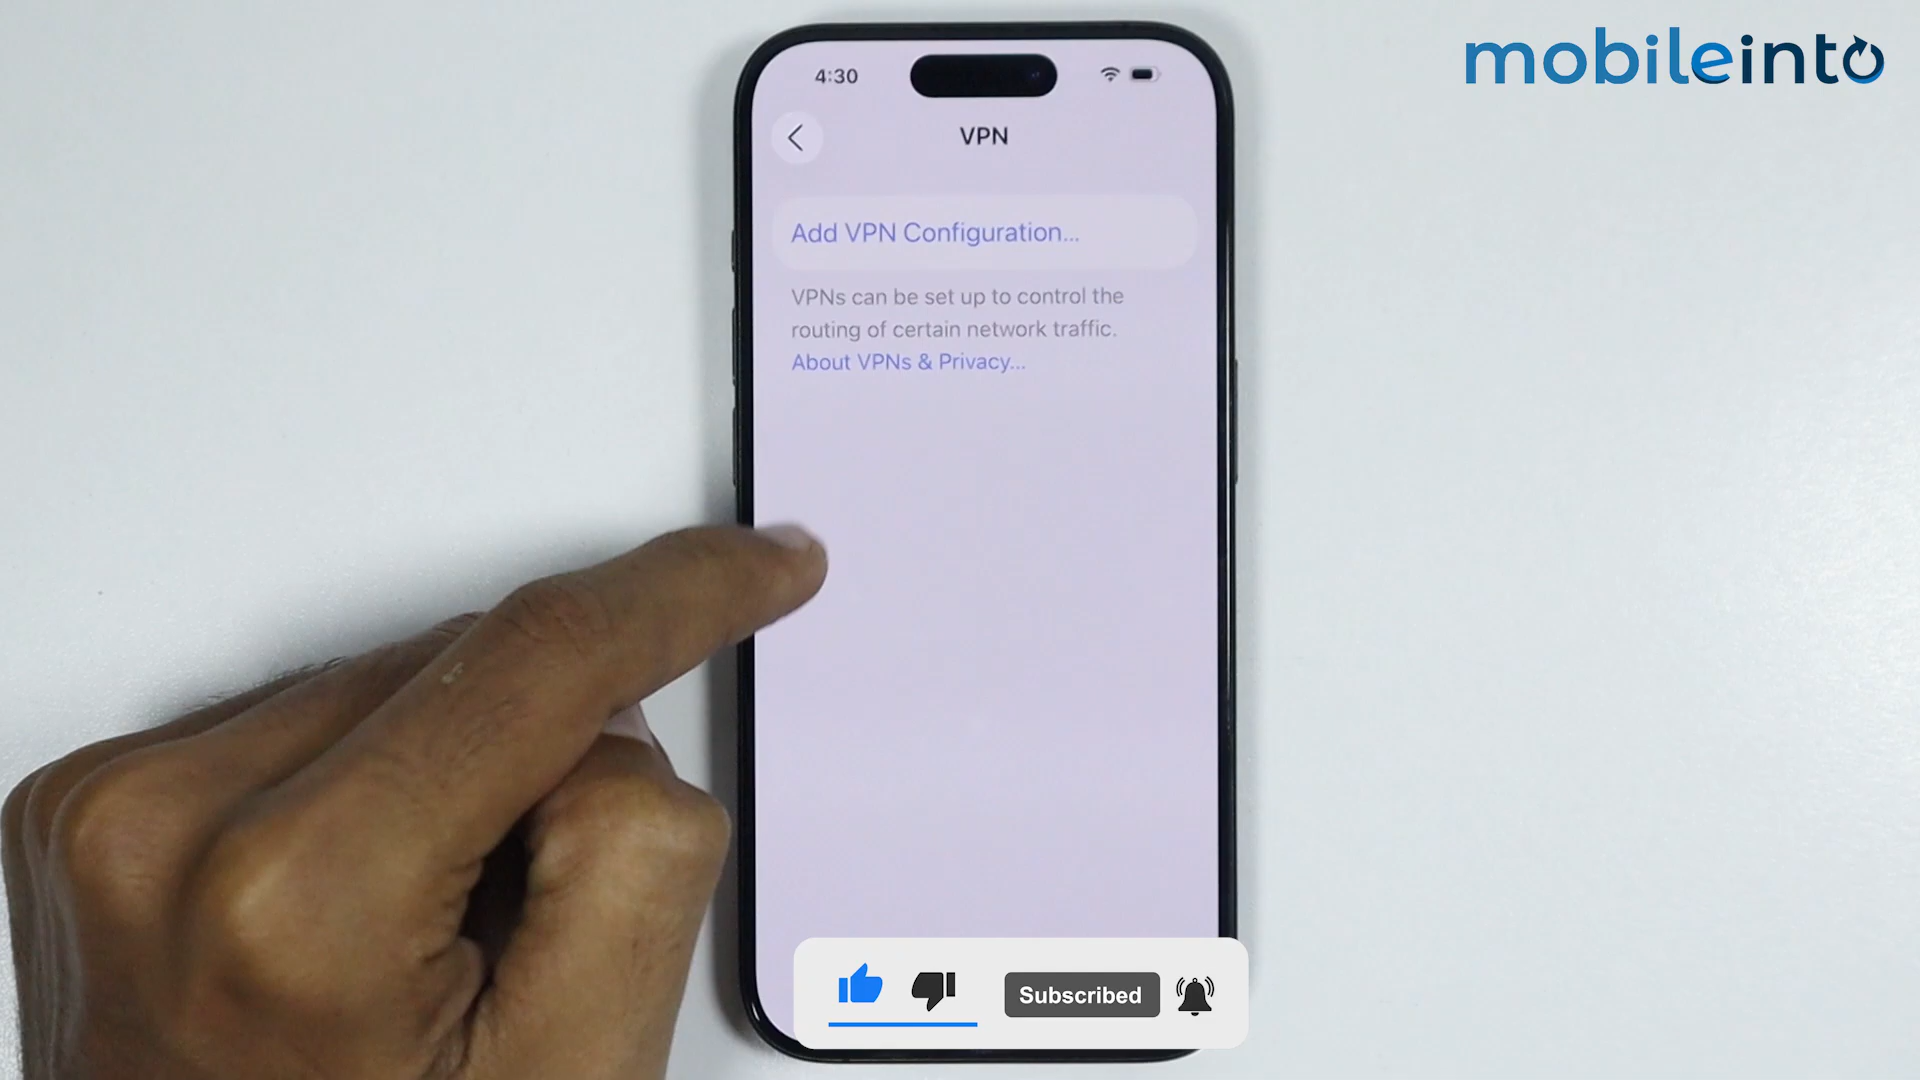 mobileinto
4:30
VPN
Add VPN Configuration...
VPNs can be set up to control the
routing of certain network traffic.
About VPNs & Privacy...
Subscribed